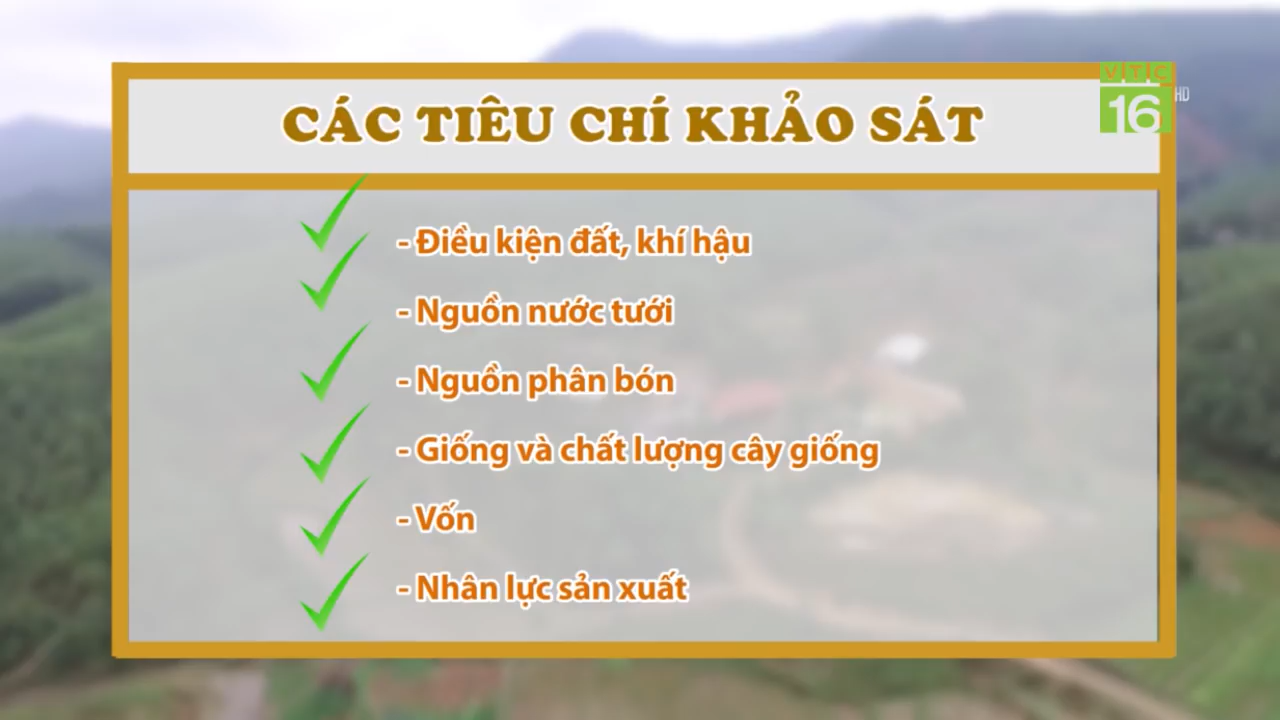 CÁC TIÊU CHÍ KHẢO SÁT
VTC
16
HD
- Điều kiện đất, khí hậu
- Nguồn nước tưới
- Nguồn phân bón
- Giống và chất lượng cây giống
- Vốn
- Nhân lực sản xuất